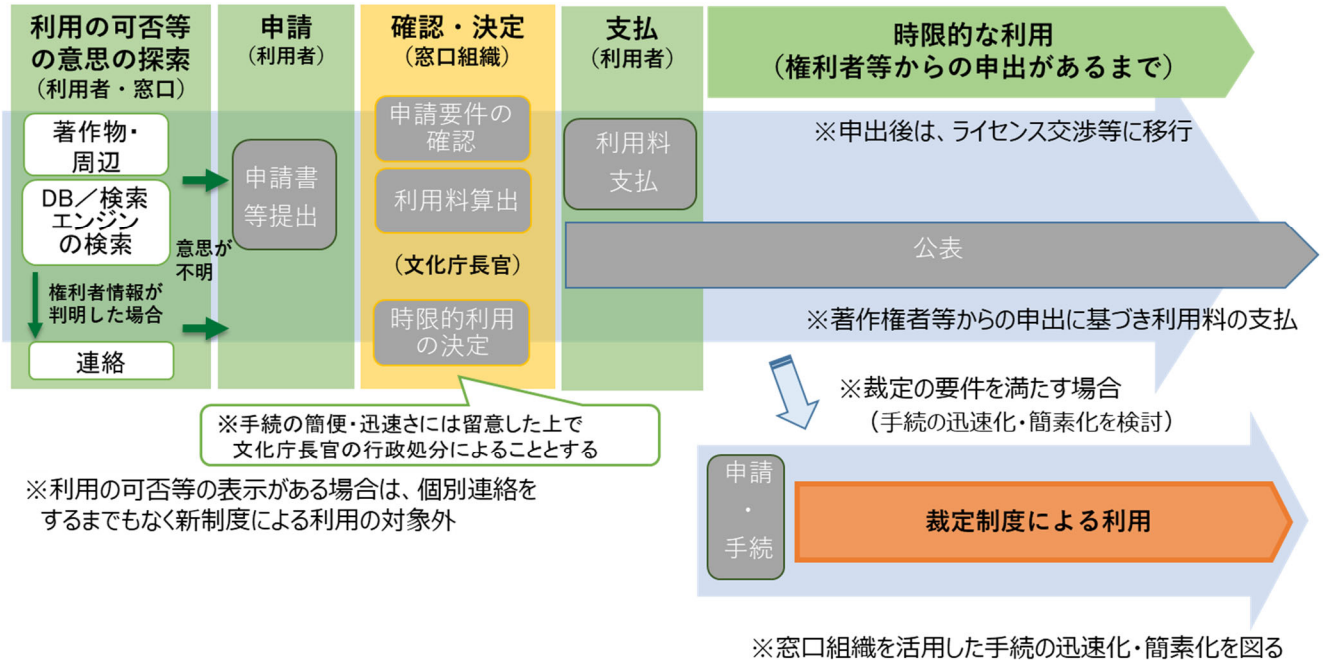 利用の可否等
の意思の探索
(利用者・窓口)
著作物・
周辺
DB/検索
エンジン
の検索
意思が
不明
権利者情報が
判明した場合
連絡
申請
(利用者)
申請書
等提出
確認・決定
(窓口組織)
申請要件の
確認
利用料算出
(文化庁長官)
時限的利用
の決定
※手続の簡便・迅速さには留意した上で
文化庁長官の行政処分によることとする
※利用の可否等の表示がある場合は、個別連絡を
するまでもなく新制度による利用の対象外
支払
(利用者)
利用料
支払
時限的な利用
(権利者等からの申出があるまで)
※申出後は、ライセンス交渉等に移行
公表
※著作権者等からの申出に基づき利用料の支払
※裁定の要件を満たす場合
(手続の迅速化・簡素化を検討)
申請
・
手続
裁定制度による利用
※窓口組織を活用した手続の迅速化・簡素化を図る